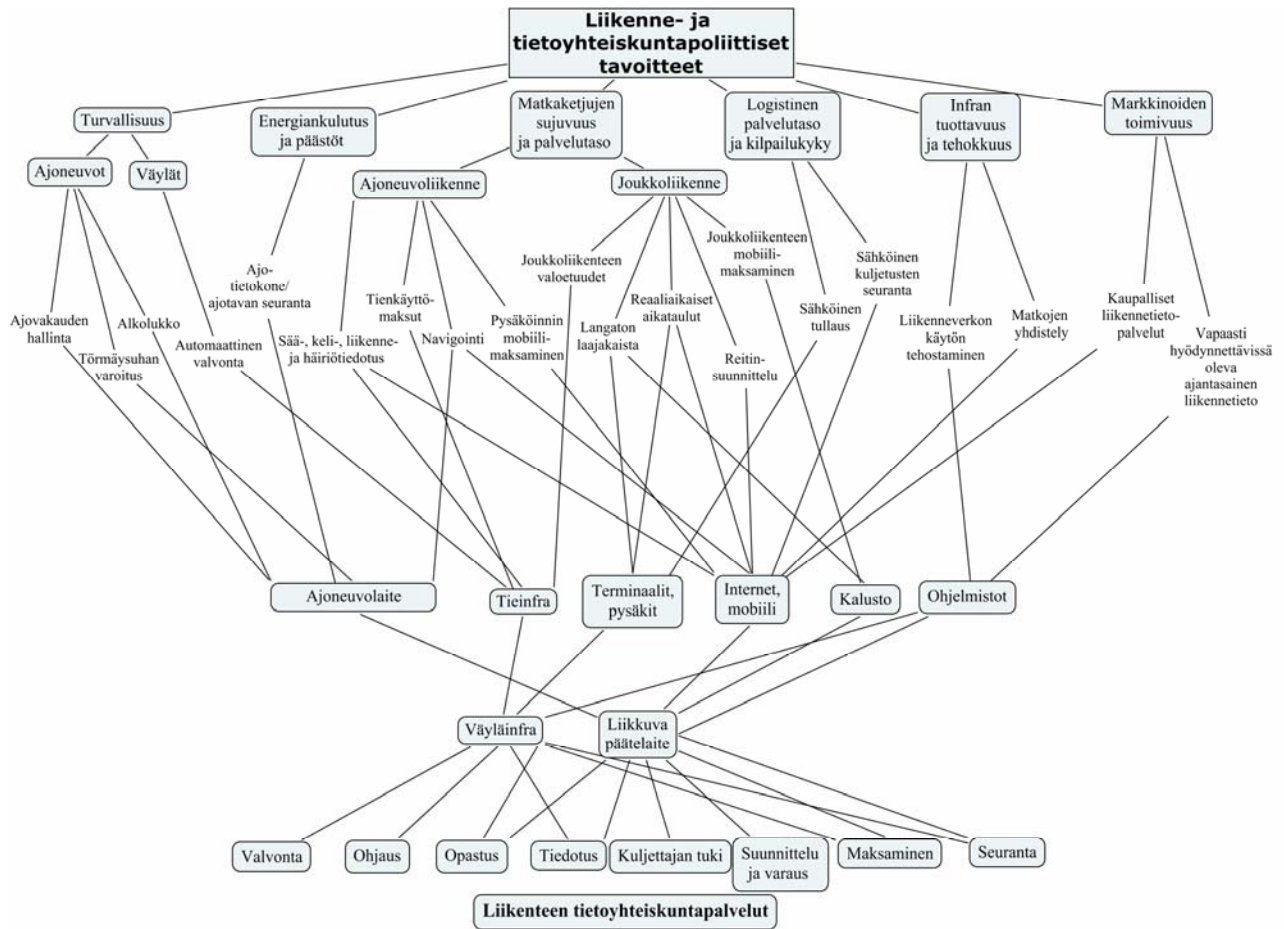 Liikenne- ja
tietoyhteiskuntapoliittiset
tavoitteet
Turvallisuus
Energiankulutus
ja päästöt
Matkaketjujen
sujuvuus
ja palvelutaso
Logistinen
palvelutaso
ja kilpailukyky
Infran
tuottavuus
ja tehokkuus
Markkinoiden
toimivuus
Ajoneuvot
Väylät
Ajoneuvoliikenne
Joukkoliikenne
Ajovakauden
hallinta
Törmäysuhan
varoitus
Alkolukko
Automaattinen
valvonta
Ajo-
tietokone/
ajotavan seuranta
Sää-, keli-, liikenne-
ja häiriötiedotus
Tienkäyttö-
maksut
Navigointi
Pysäköinnin
mobiili-
maksaminen
Joukkoliikenteen
valoetuudet
Langaton
laajakaista
Reaaliaikaiset
aikataulut
Reitin-
suunnittelu
Joukkoliikenteen
mobiili-
maksaminen
Sähköinen
tullaus
Sähköinen
kuljetusten
seuranta
Liikenneverkon
käytön
tehostaminen
Matkojen
yhdistely
Kaupalliset
liikennetieto-
palvelut
Vapaasti
hyödynnettävissä
oleva
ajantasainen
liikennetieto
Ajoneuvolaite
Tieinfra
Terminaalit,
pysäkit
Internet,
mobiili
Kalusto
Ohjelmistot
Väyläinfra
Liikkuva
päätelaite
Valvonta
Ohjaus
Opastus
Tiedotus
Kuljettajan tuki
Suunnittelu
ja varaus
Maksaminen
Seuranta
Liikenteen tietoyhteiskuntapalvelut